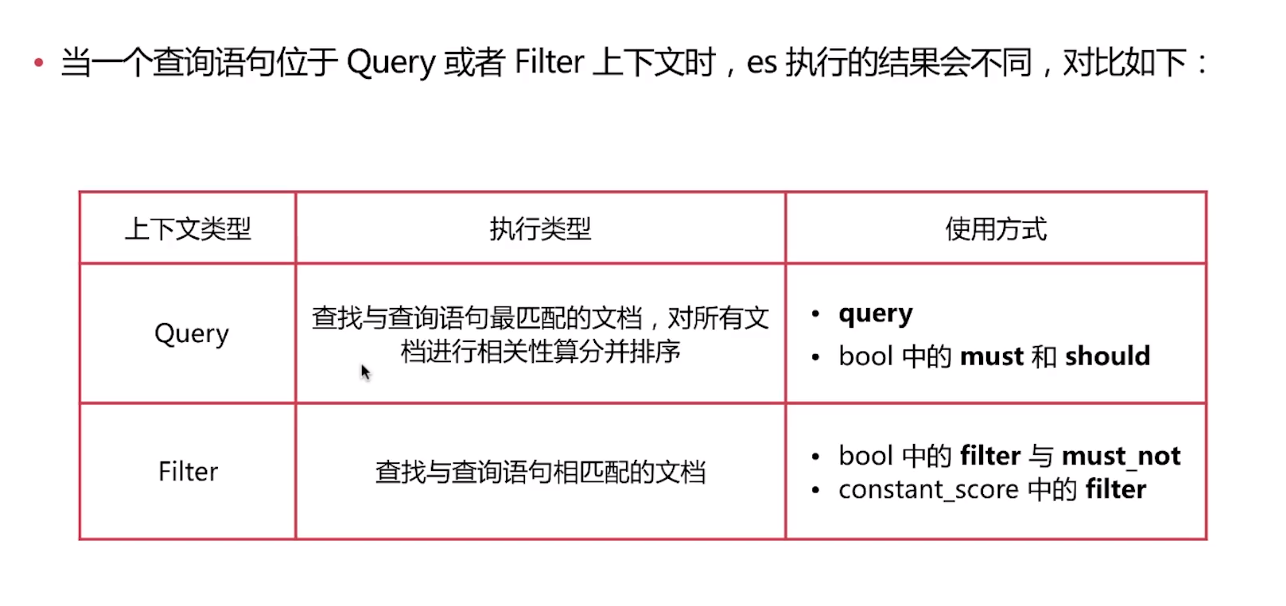 • 当一个查询语句位于 Query 或者 Filter 上下文时，es 执行的结果会不同，对比如下：
上下文类型 执行类型 使用方式
Query
查找与查询语句最匹配的文档，对所有文
档进行相关性算分并排序
• query
• bool 中的 must 和 should
Filter
查找与查询语句相匹配的文档
• bool 中的 filter 与 must_not
• constant_score 中的 filter